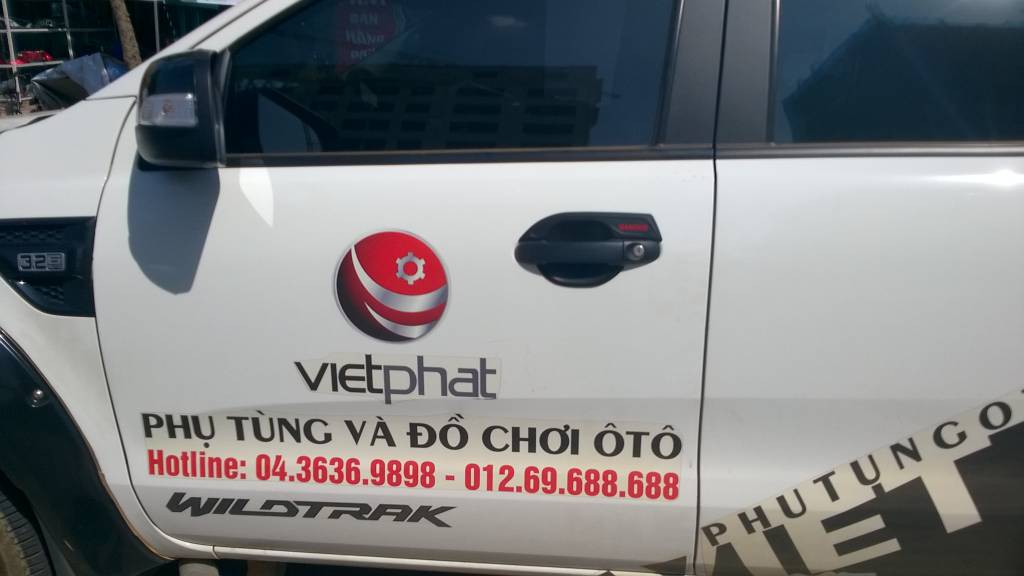 3.2
vietphat
PHỤ TÙNG VÀ ĐỒ CHƠI ÔTÔ
Hotline: 04.3636.9898 - 012.69.688.688
WILDTRAK
PHUTUNGO
VIET